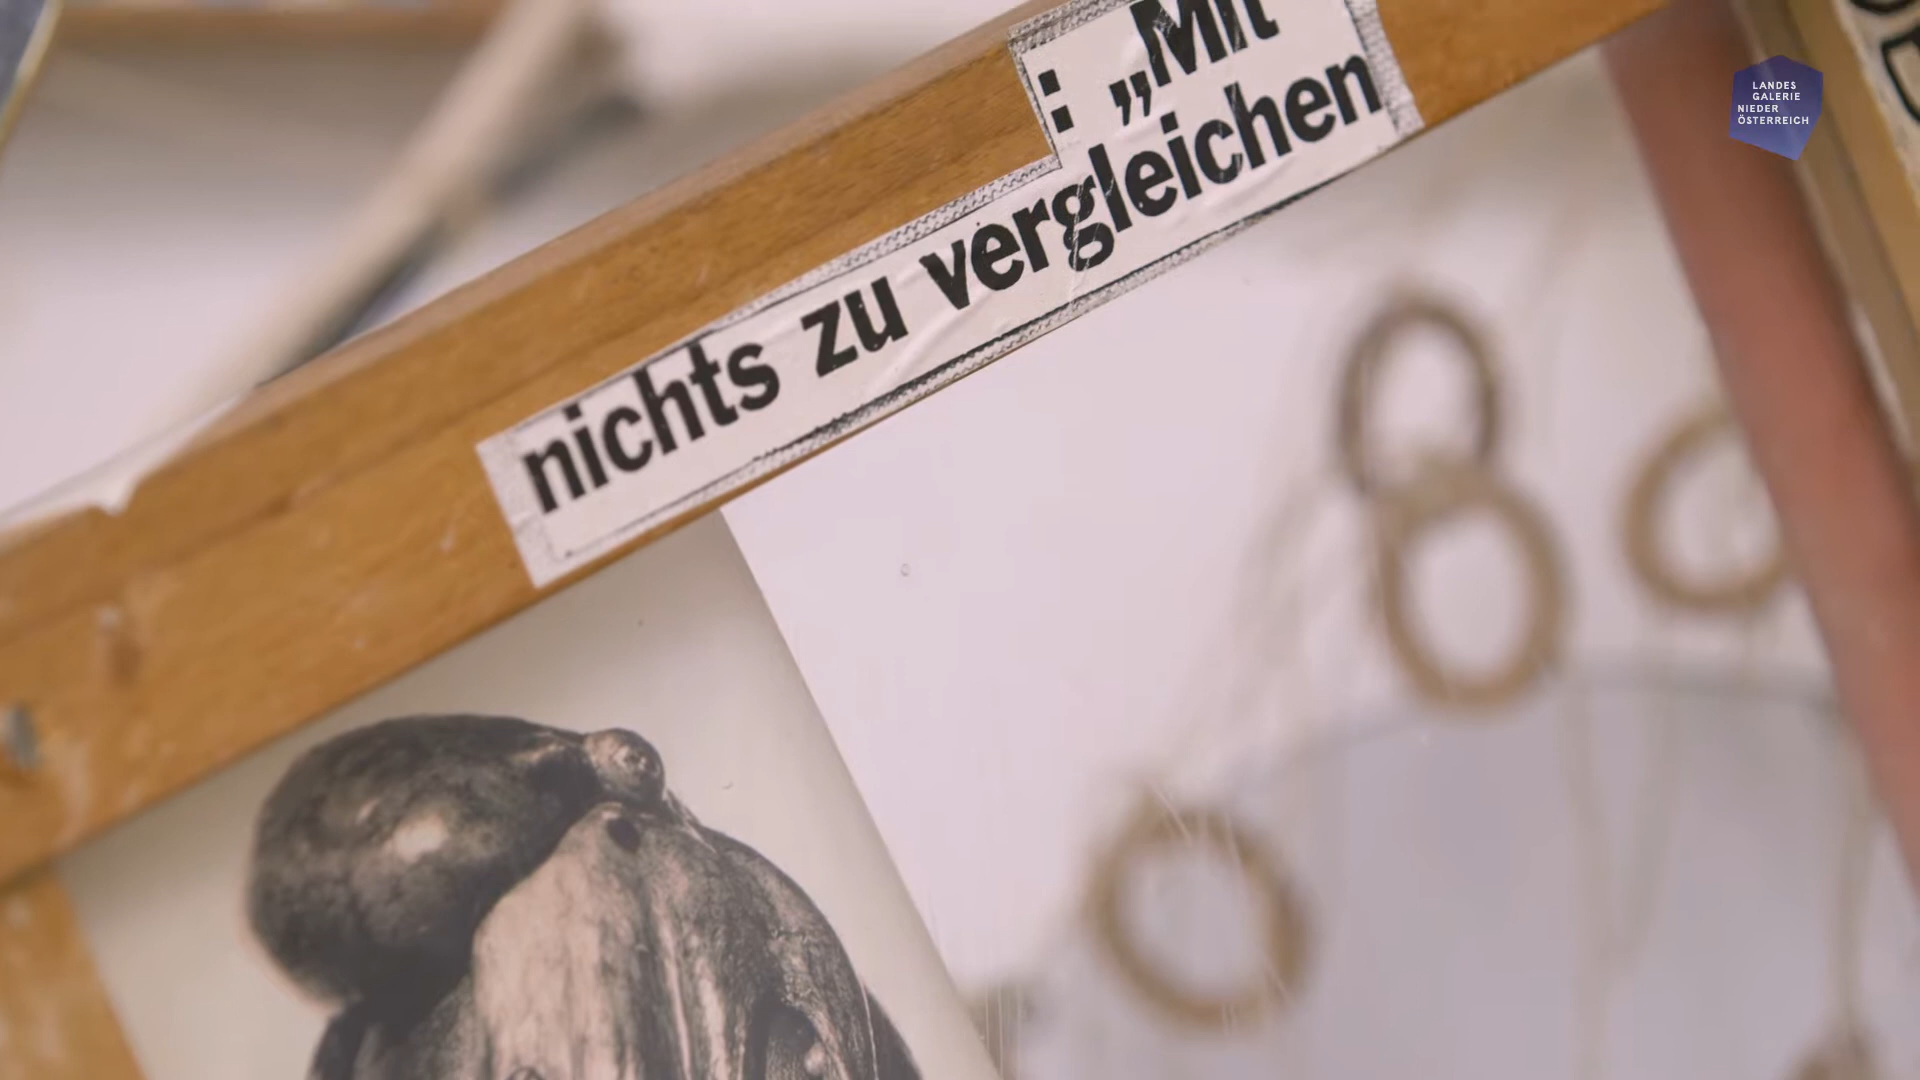 : „Mit
nichts zu vergleichen
LANDES
GALERIE
NIEDER
ÖSTERREICH